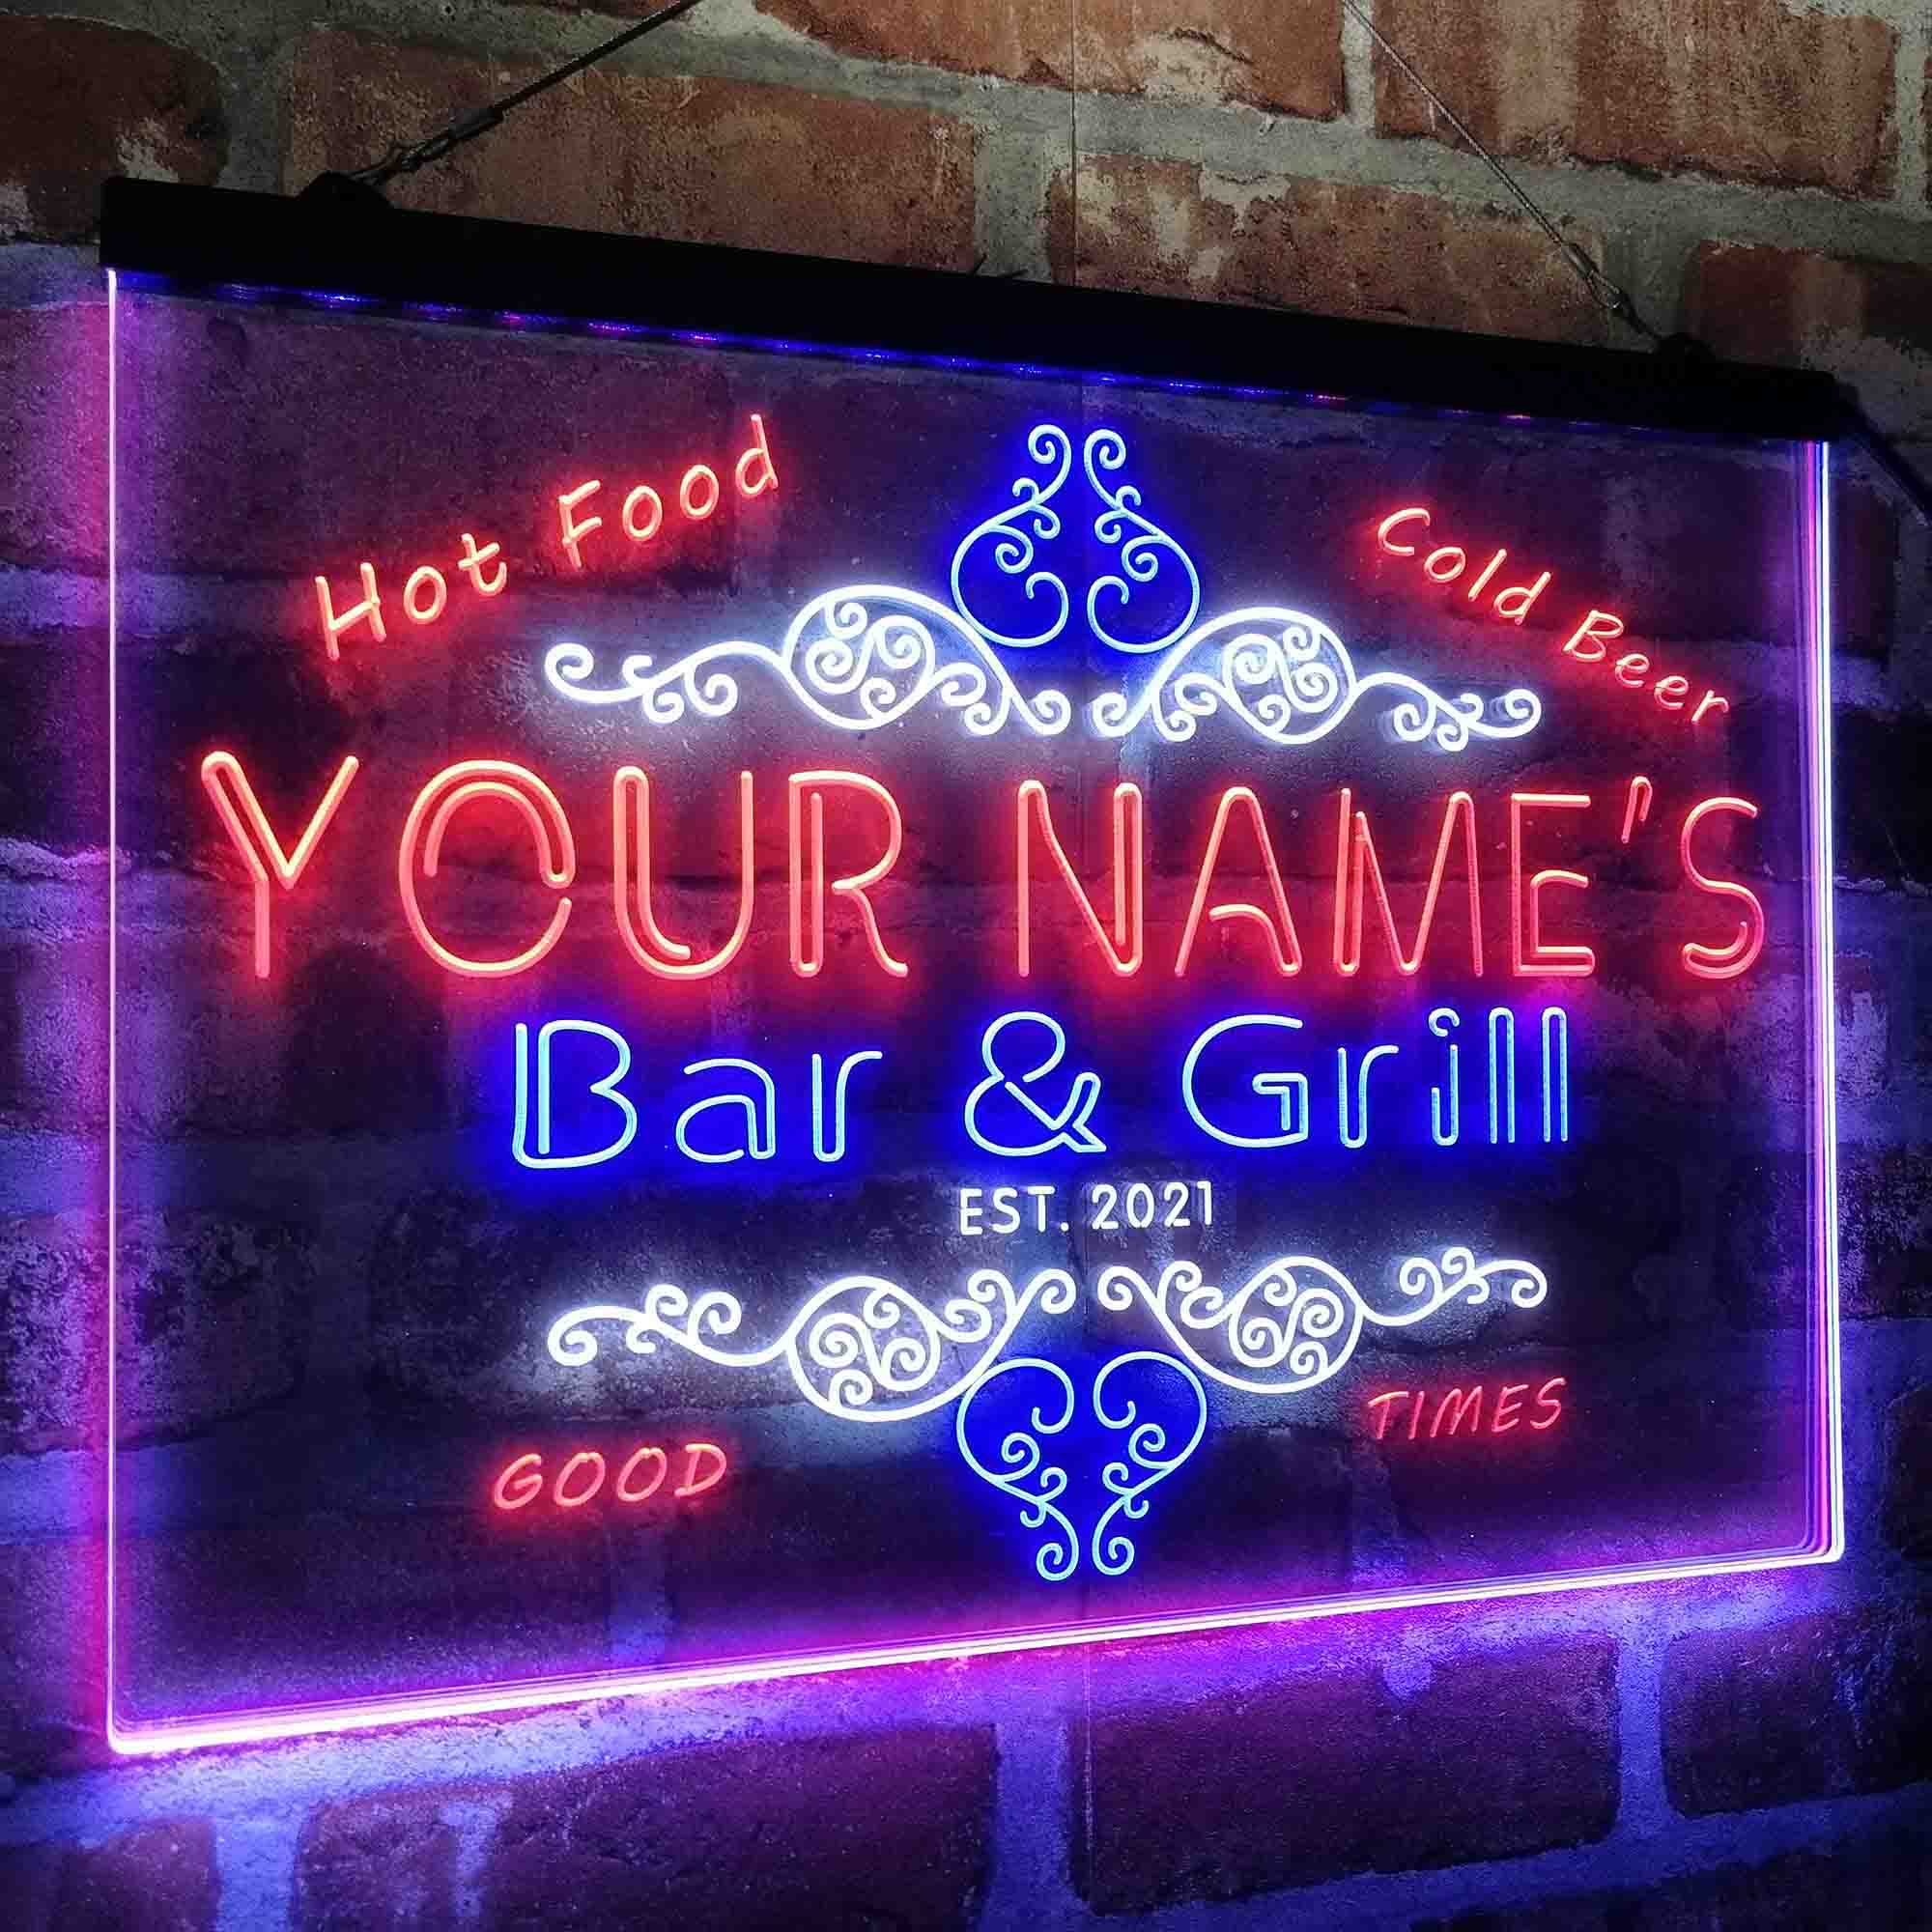 Hot Food
Cold Beer
YOUR NAME'S
Bar & Grill
EST. 2021
GOOD TIMES